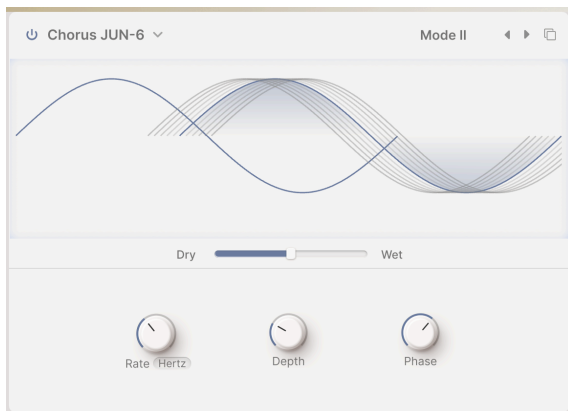 Chorus JUN-6
Mode II
Dry
Wet
Rate Hertz
Depth
Phase